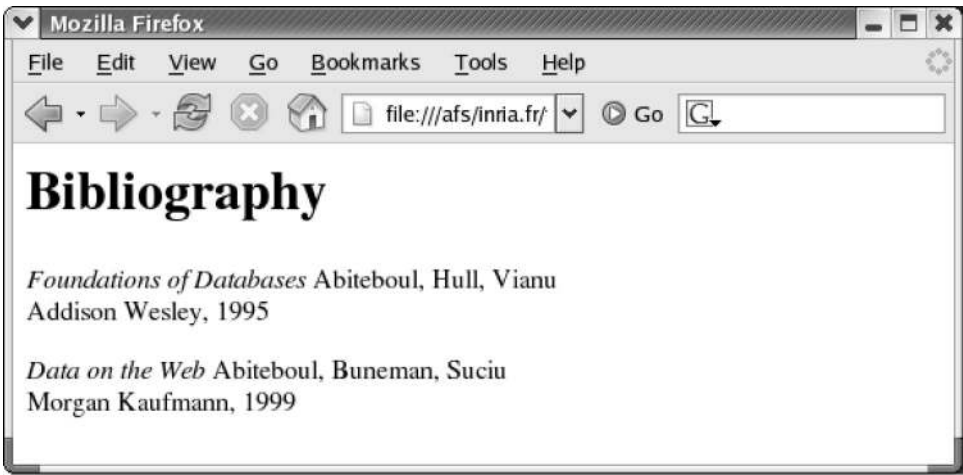 Mozilla Firefox
File Edit View Go Bookmarks Tools Help
file:///afs/inria.fr/ Go G
Bibliography
Foundations of Databases Abiteboul, Hull, Vianu
Addison Wesley, 1995
Data on the Web Abiteboul, Buneman, Suciu
Morgan Kaufmann, 1999